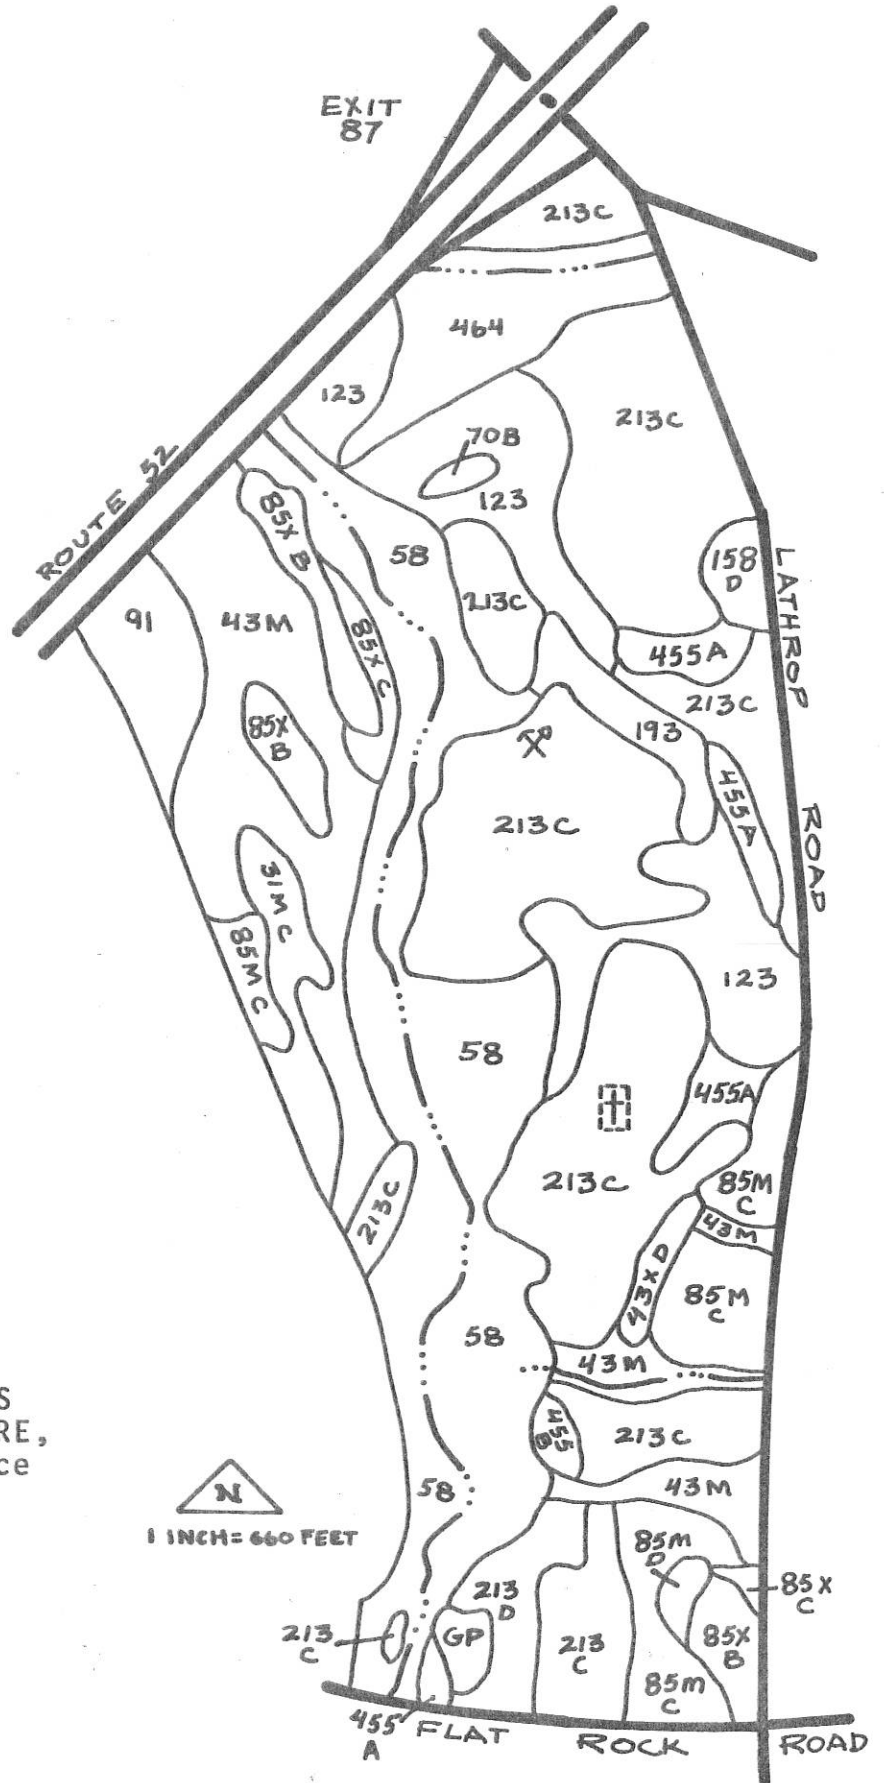 EXIT
87
213C
464
123
213C
70B
123
ROUTE 52
85X B
58
158
D
LATHROP
ROAD
91
43M
213C
85X C
455A
213C
85X
B
193
455A
213C
31M C
85M C
123
58
455A
213C
213C
85M
C
43M
43X D
85M
C
58
43M
S
RE,
ce
455
B
213C
58
43M
N
1 INCH = 660 FEET
85M
D
85X
C
213
D
213
C
GP
213
C
85X
B
85M
C
455
A
FLAT
ROCK
ROAD